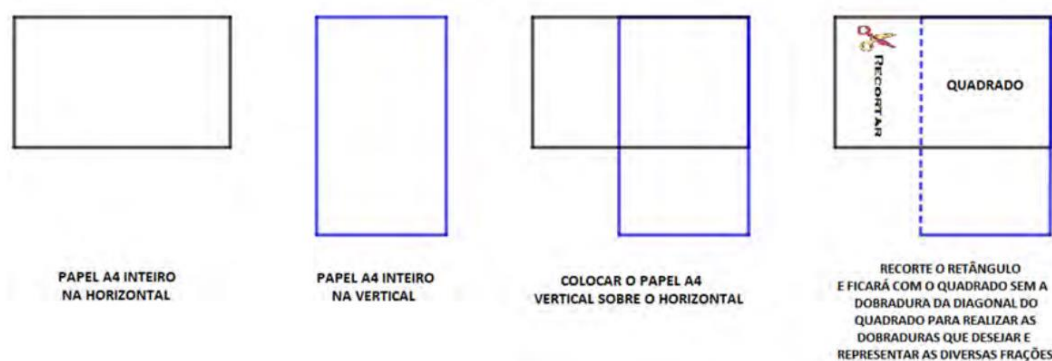 RECORTAR
QUADRADO
PAPEL A4 INTEIRO
NA HORIZONTAL
PAPEL A4 INTEIRO
NA VERTICAL
COLOCAR O PAPEL A4
VERTICAL SOBRE O HORIZONTAL
RECORTE O RETÂNGULO
E FICARÁ COM O QUADRADO SEM A
DOBRADURA DA DIAGONAL DO
QUADRADO PARA REALIZAR AS
DOBRADURAS QUE DESEJAR E
REPRESENTAR AS DIVERSAS FRAÇÕES